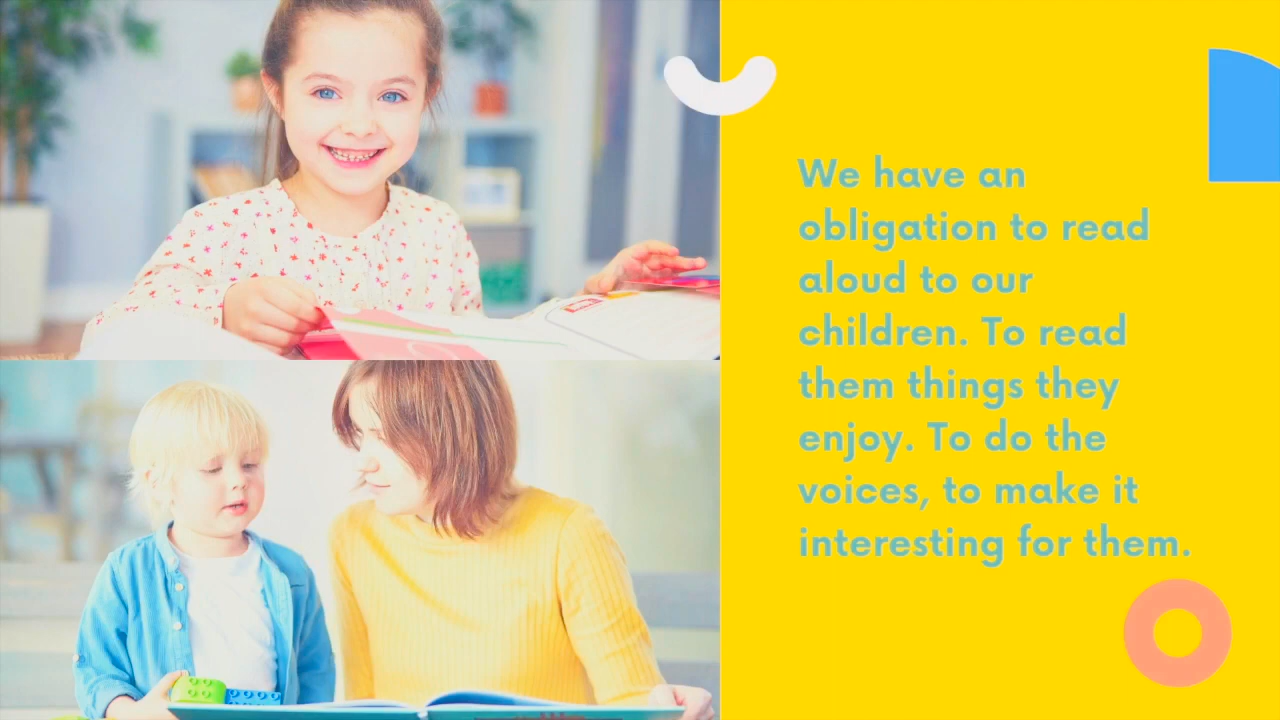 We have an
obligation to read
aloud to our
children. To read
them things they
enjoy. To do the
voices, to make it
interesting for them.